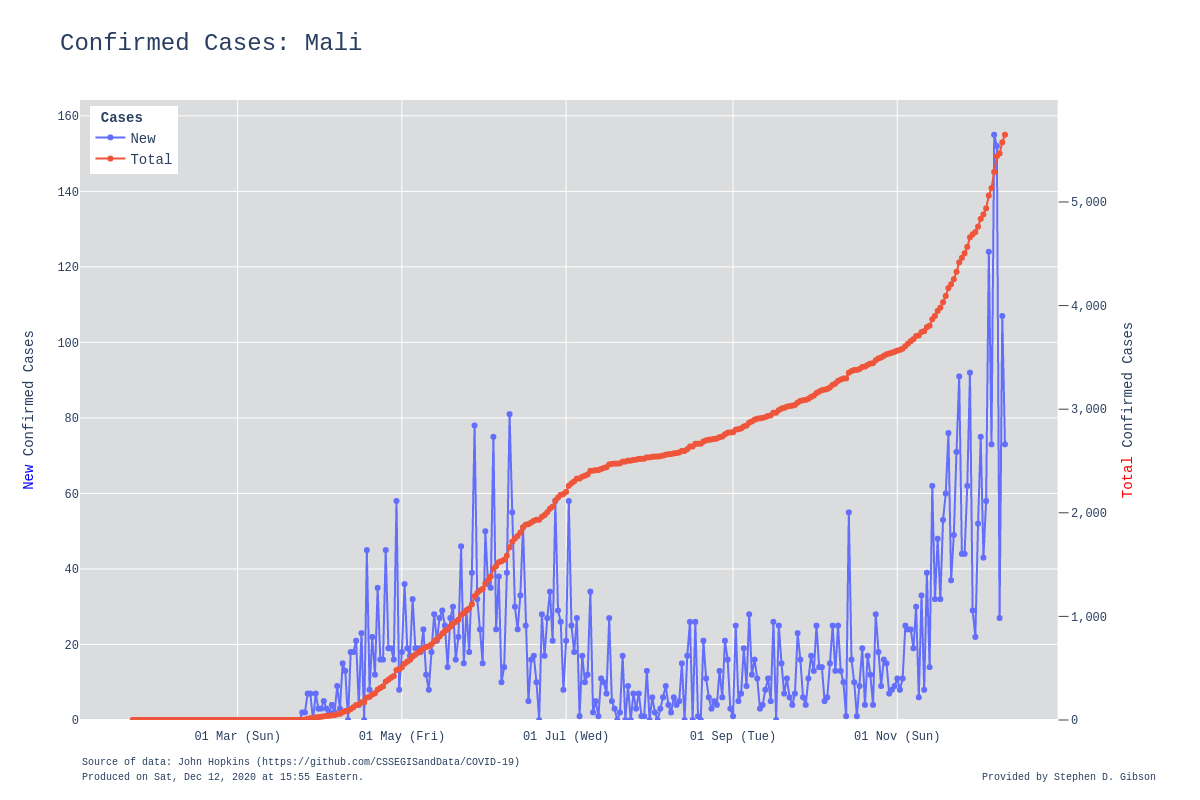 Confirmed Cases: Mali
Cases
New
Total
160
140
120
100
80
60
40
20
0
New Confirmed Cases
5,000
4,000
3,000
2,000
1,000
0
Total Confirmed Cases
01 Mar (Sun)
01 May (Fri)
01 Jul (Wed)
01 Sep (Tue)
01 Nov (Sun)
Source of data: John Hopkins (https://github.com/CSSEGISandData/COVID-19)
Produced on Sat, Dec 12, 2020 at 15:55 Eastern.
Provided by Stephen D. Gibson